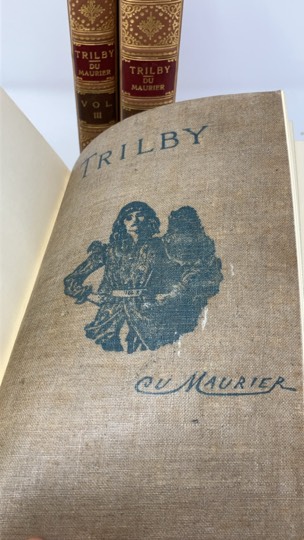 TRILBY
DU
MAURIER
VOL
III
TRILBY
DU
MAURIER
TRILBY
DU MAURIER